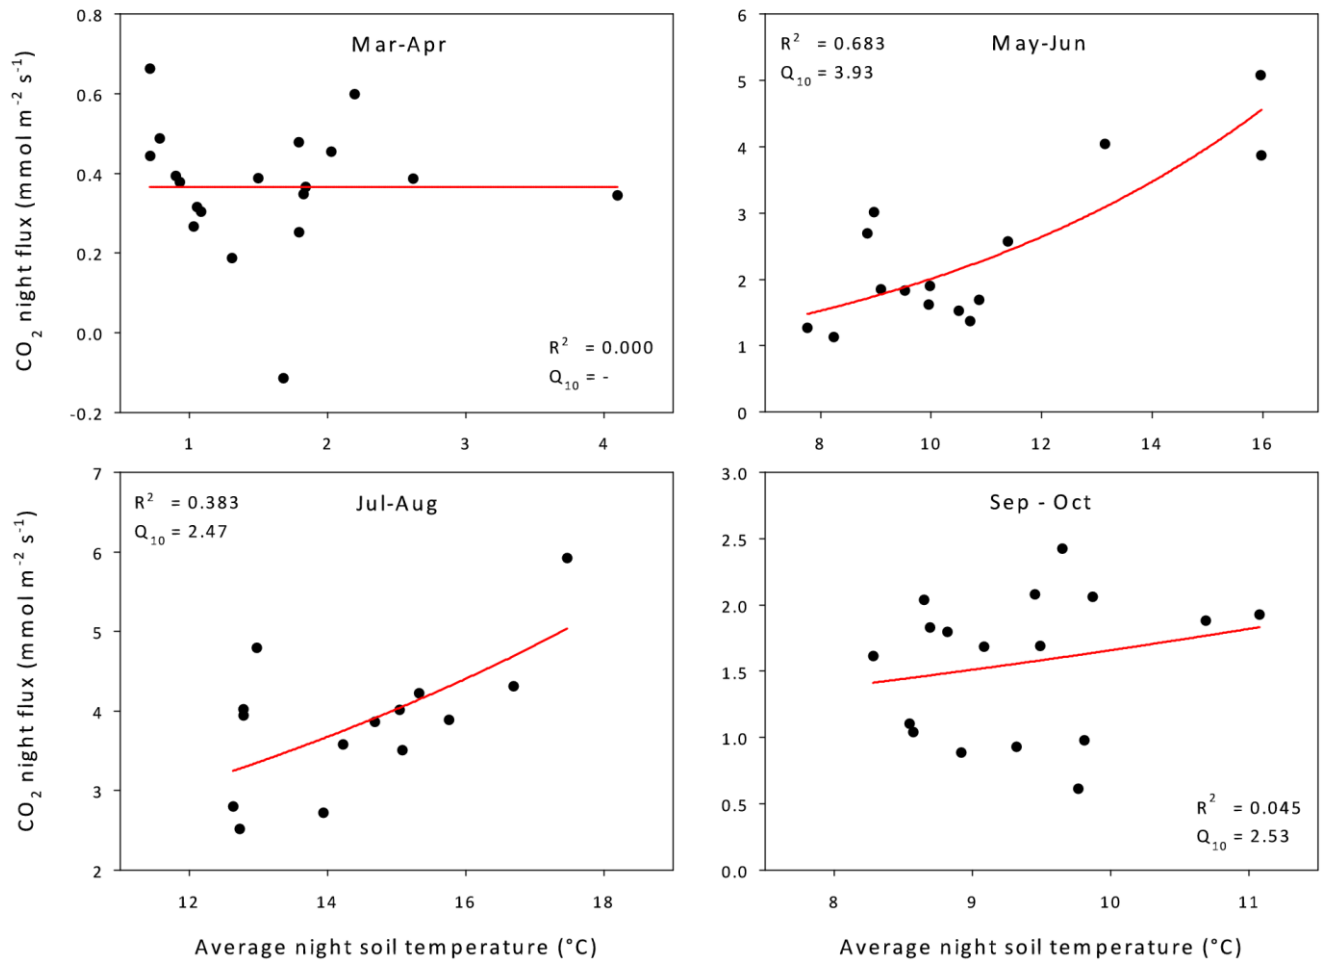 Mar-Apr
R² = 0.000
Q₁₀ = -
0.8
0.6
0.4
0.2
0.0
-0.2
1 2 3 4
CO₂ night flux (mmol m⁻² s⁻¹)
May-Jun
R² = 0.683
Q₁₀ = 3.93
6
5
4
3
2
1
0
8 10 12 14 16
Jul-Aug
R² = 0.383
Q₁₀ = 2.47
7
6
5
4
3
2
12 14 16 18
CO₂ night flux (mmol m⁻² s⁻¹)
Average night soil temperature (°C)
Sep - Oct
R² = 0.045
Q₁₀ = 2.53
3.0
2.5
2.0
1.5
1.0
0.5
0.0
8 9 10 11
Average night soil temperature (°C)